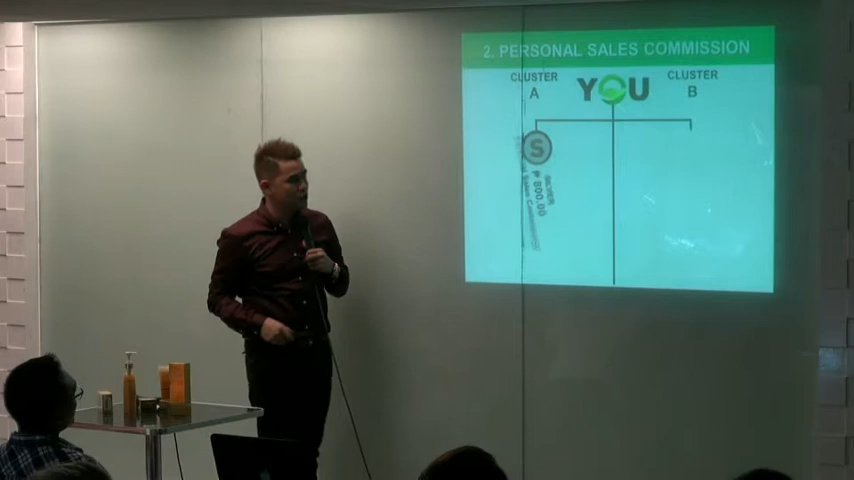 2. PERSONAL SALES COMMISSION
CLUSTER
A
YOU
CLUSTER
B
S
SILVER
₱ 800.00